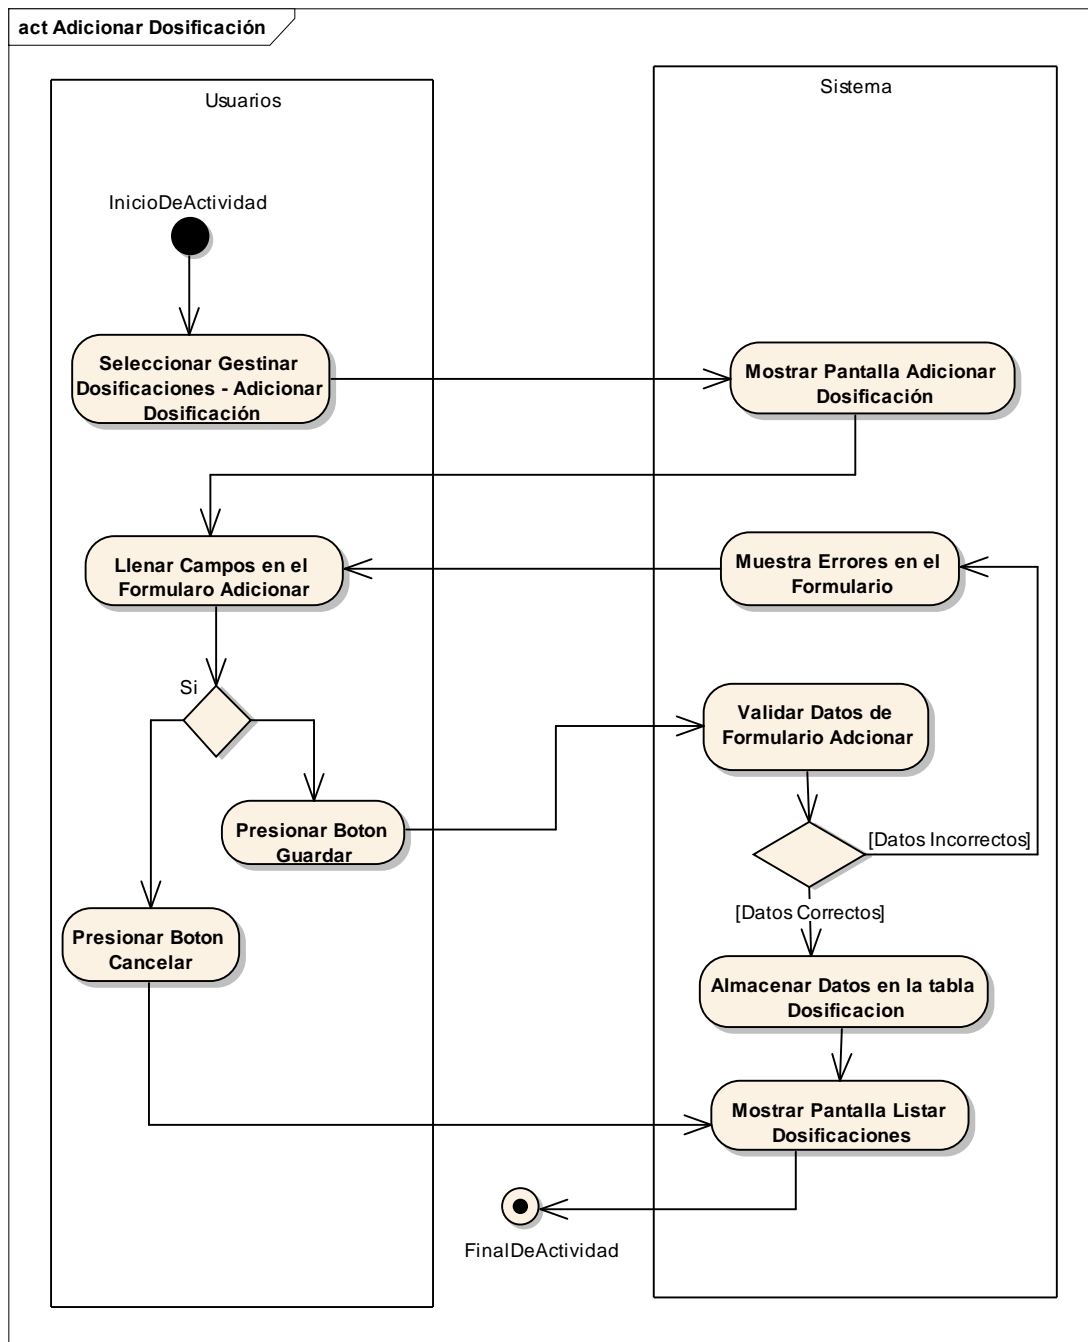 act Adicionar Dosificación
Usuarios
Sistema
InicioDeActividad
Seleccionar Gestinar
Dosificaciones - Adicionar
Dosificación
Mostrar Pantalla Adicionar
Dosificación
Llenar Campos en el
Formularo Adicionar
Muestra Errores en el
Formulario
Si
Validar Datos de
Formulario Adcionar
Presionar Boton
Guardar
[Datos Incorrectos]
[Datos Correctos]
Presionar Boton
Cancelar
Almacenar Datos en la tabla
Dosificacion
Mostrar Pantalla Listar
Dosificaciones
FinalDeActividad